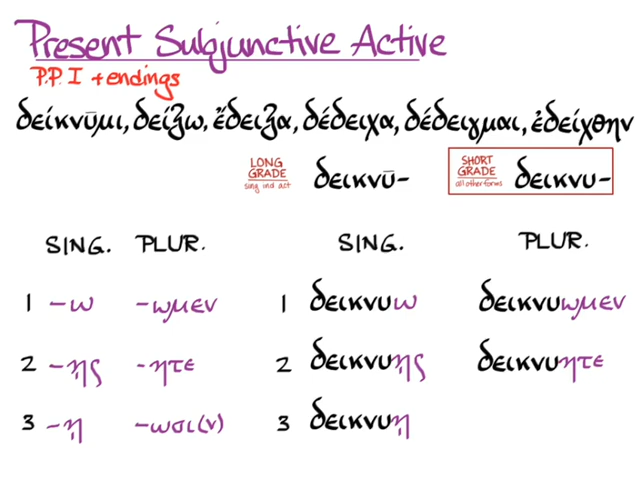 Present Subjunctive Active
P.P. I + endings
δείκνῡμι, δείξω, ἔδειξα, δέδειχα, δέδειγμαι, ἐδείχθην
LONG GRADE sing ind act δεικνῡ- SHORT GRADE all other forms δεικνυ-
SING. PLUR. SING. PLUR.
1 -ω -ωμεν 1 δεικνυω δεικνυωμεν
2 -ῃς -ητε 2 δεικνυῃς δεικνυητε
3 -ῃ -ωσι(ν) 3 δεικνυῃ